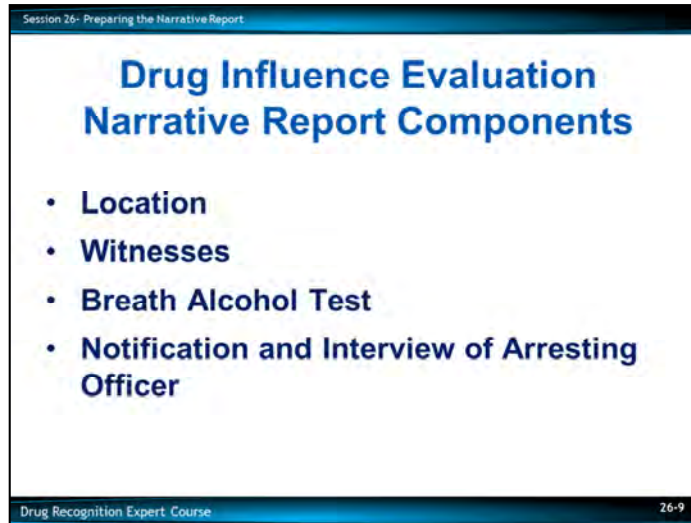 Session 26- Preparing the Narrative Report
Drug Influence Evaluation
Narrative Report Components
• Location
• Witnesses
• Breath Alcohol Test
• Notification and Interview of Arresting
Officer
Drug Recognition Expert Course
26-9